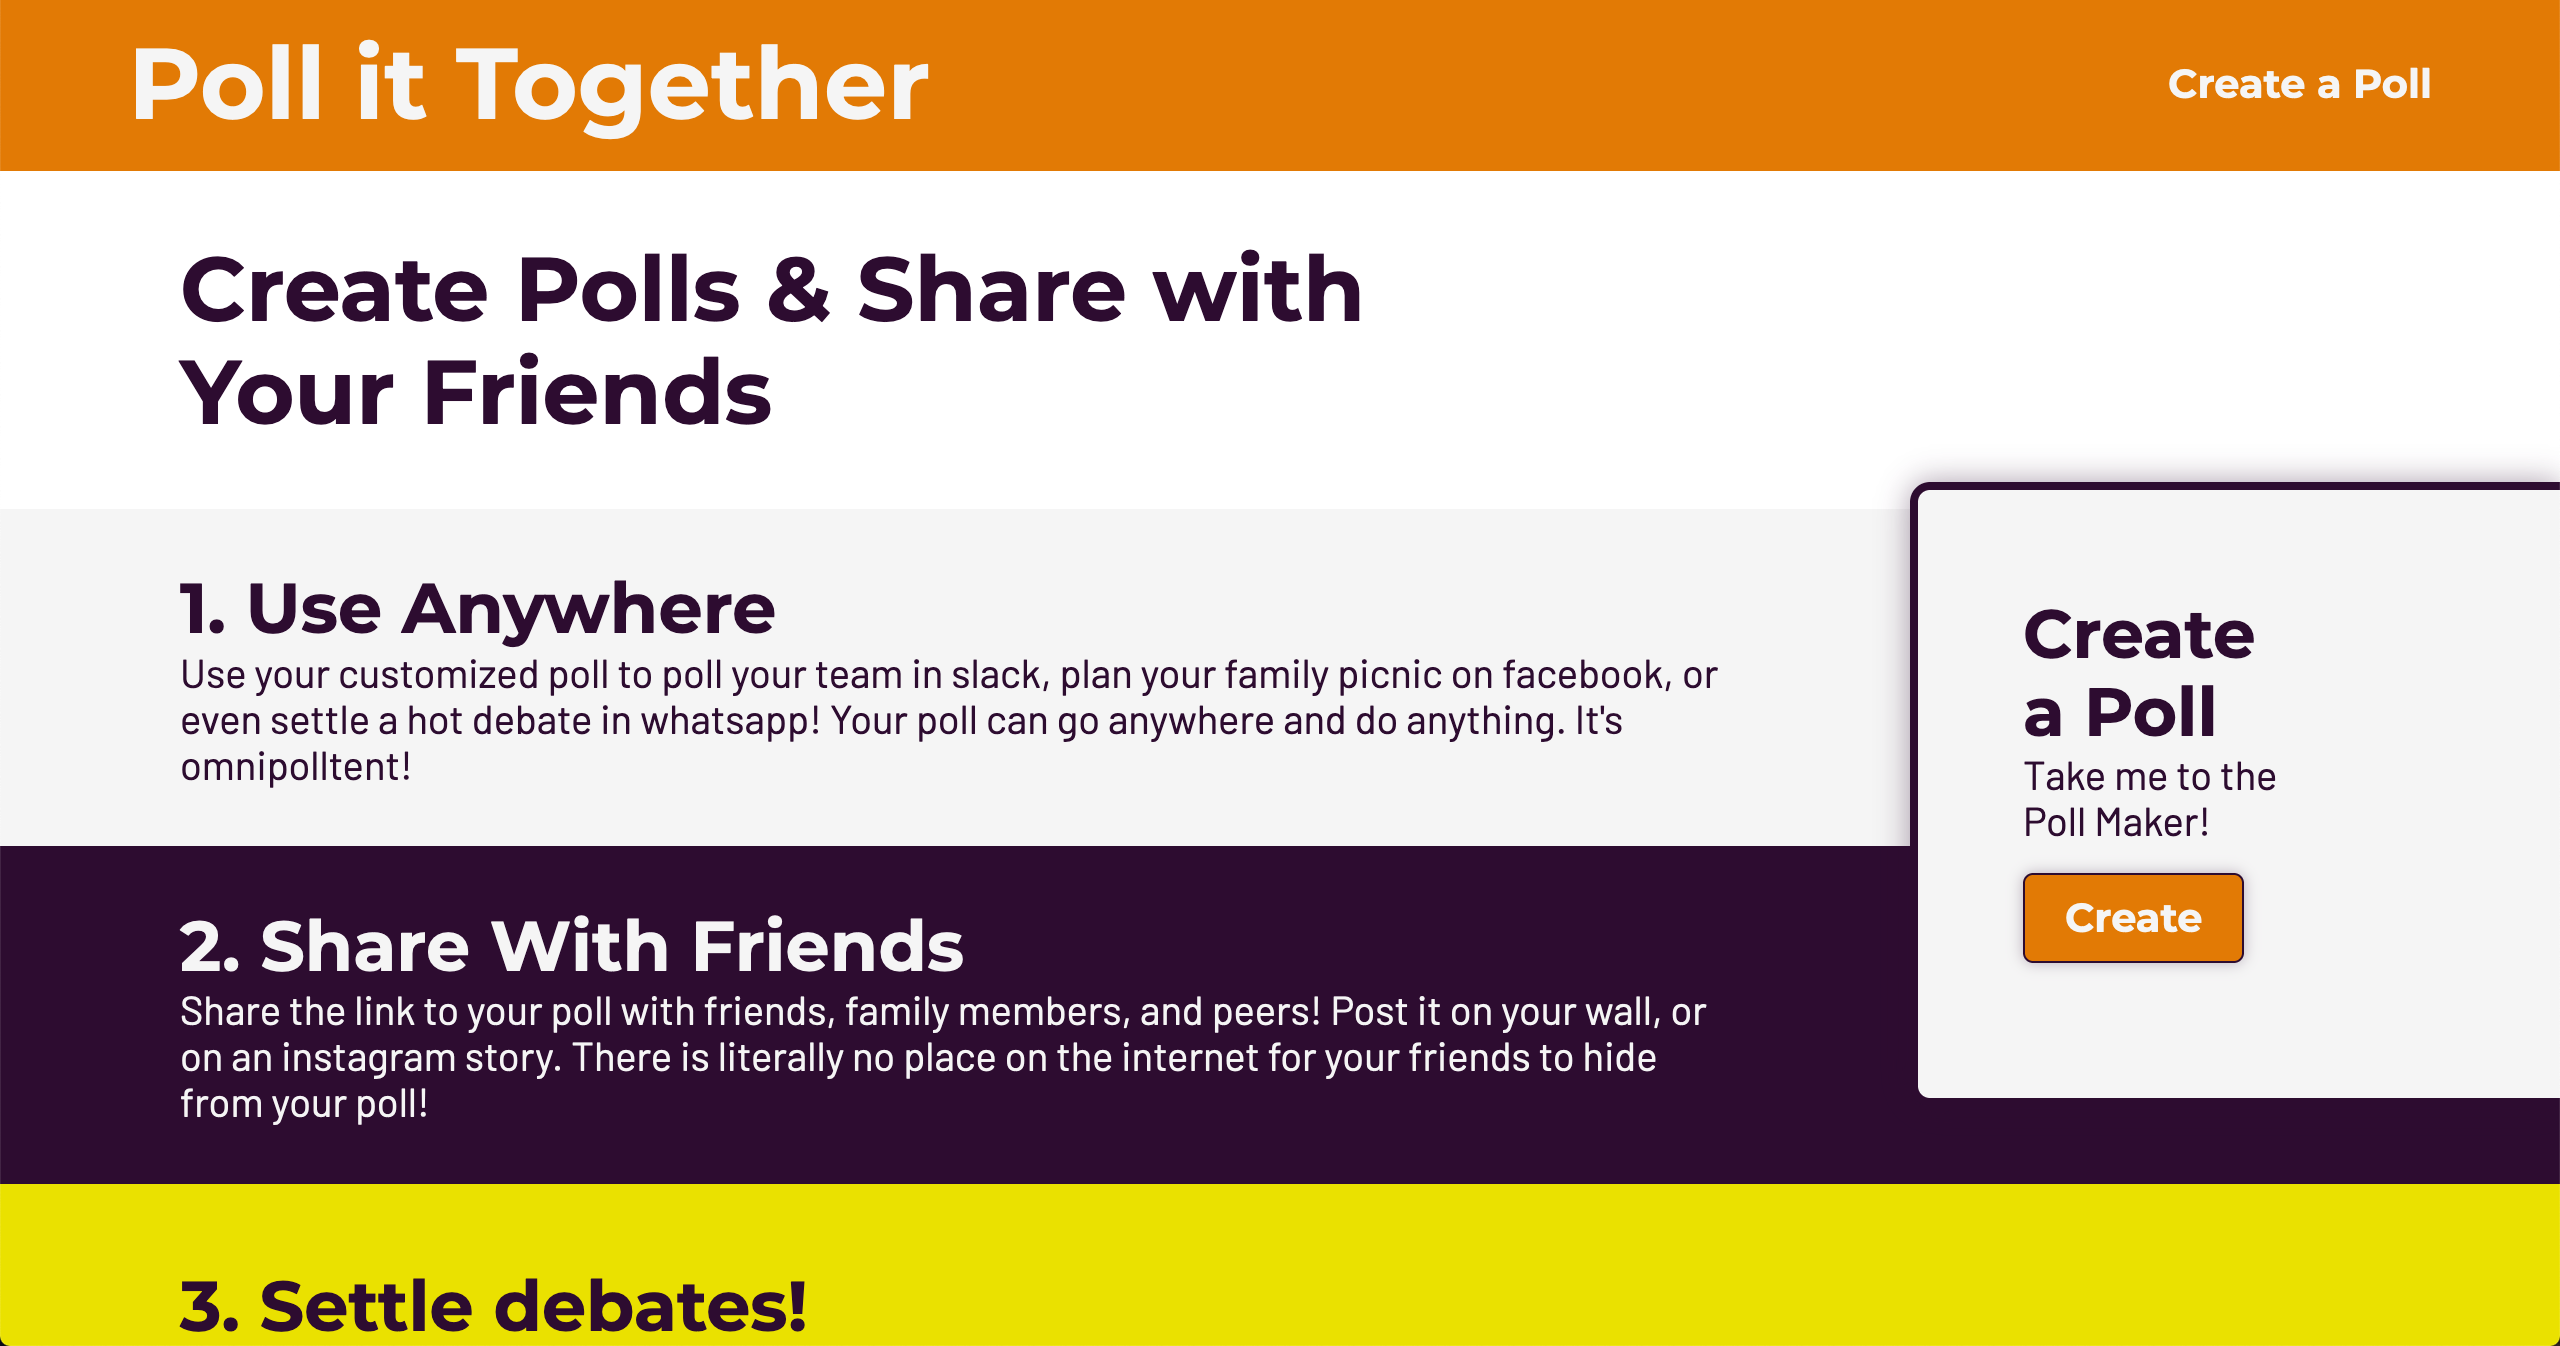 Poll it Together
Create a Poll
Create Polls & Share with
Your Friends
1. Use Anywhere
Use your customized poll to poll your team in slack, plan your family picnic on facebook, or
even settle a hot debate in whatsapp! Your poll can go anywhere and do anything. It's
omnipolltent!
2. Share With Friends
Share the link to your poll with friends, family members, and peers! Post it on your wall, or
on an instagram story. There is literally no place on the internet for your friends to hide
from your poll!
3. Settle debates!
Create
a Poll
Take me to the
Poll Maker!
Create